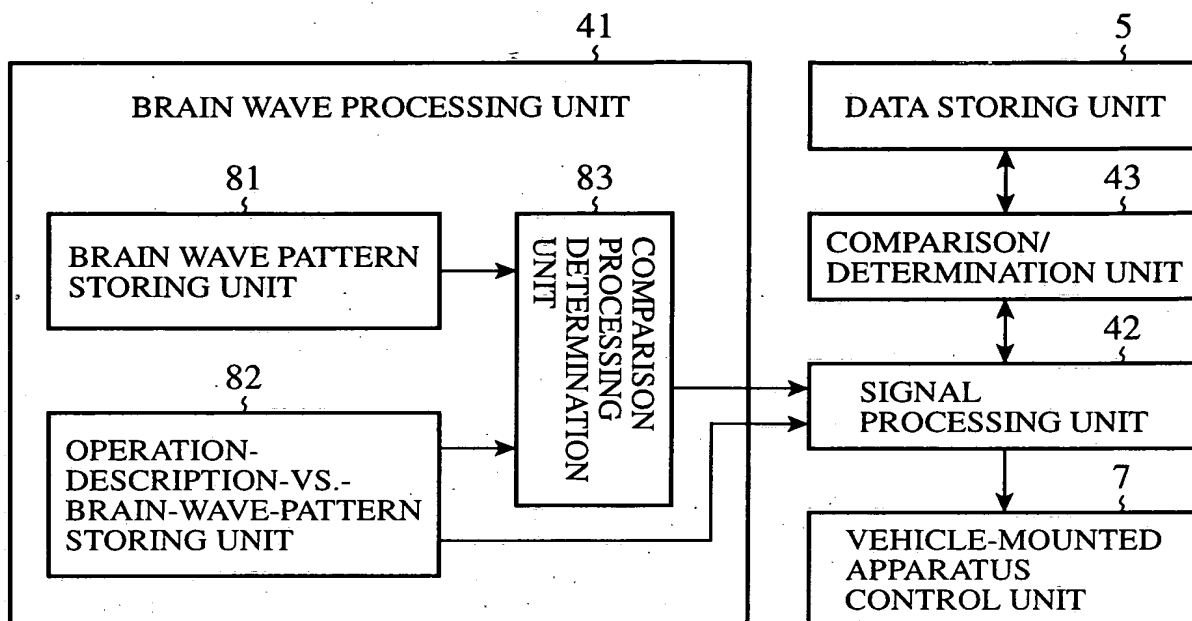 41
BRAIN WAVE PROCESSING UNIT
81
BRAIN WAVE PATTERN
STORING UNIT
82
OPERATION-
DESCRIPTION-VS.-
BRAIN-WAVE-PATTERN
STORING UNIT
83
COMPARISON
PROCESSING
DETERMINATION
UNIT
5
DATA STORING UNIT
43
COMPARISON/
DETERMINATION UNIT
42
SIGNAL
PROCESSING UNIT
7
VEHICLE-MOUNTED
APPARATUS
CONTROL UNIT